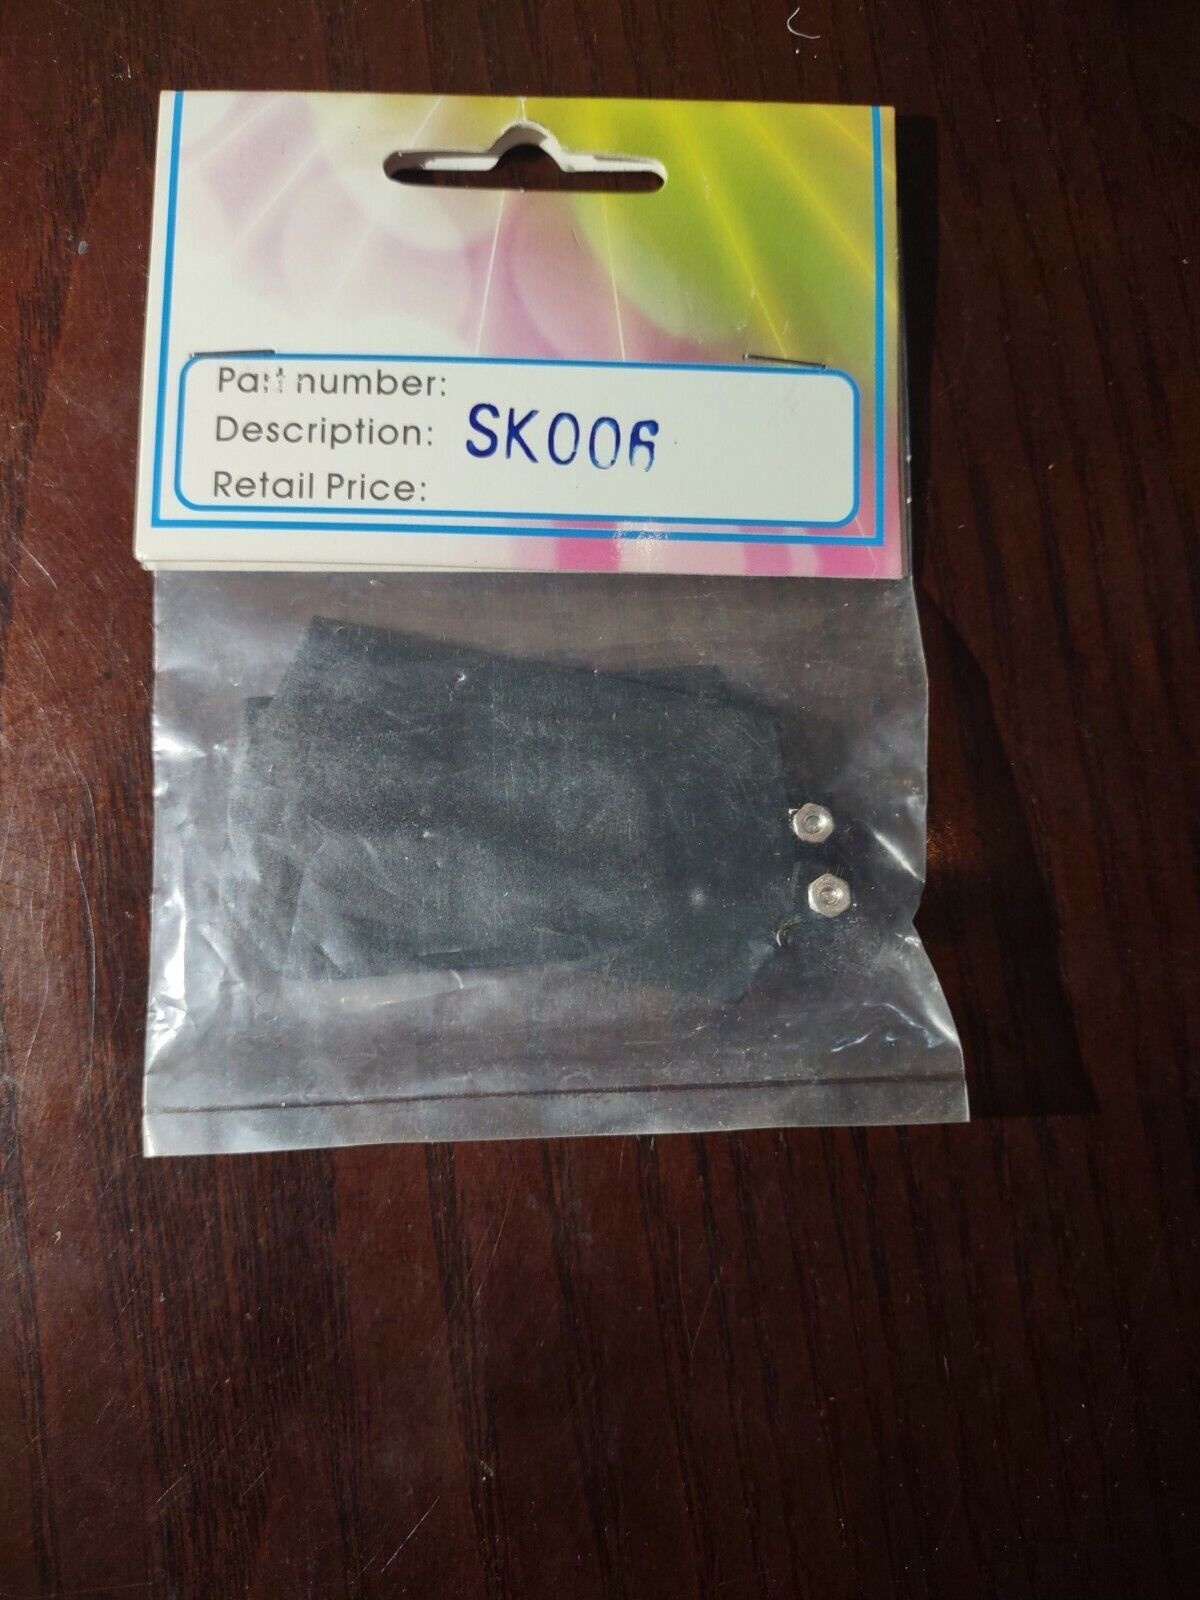 Part number:
Description: SK006
Retail Price: